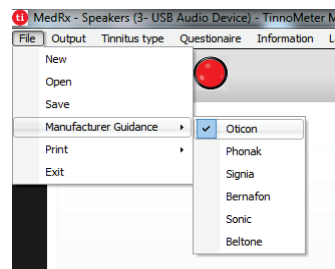 ti MedRx - Speakers (3- USB Audio Device) - TinnoMeter
File Output Tinnitus type Questionaire Information
New
Open
Save
Manufacturer Guidance
Print
Exit
Oticon
Phonak
Signia
Bernafon
Sonic
Beltone